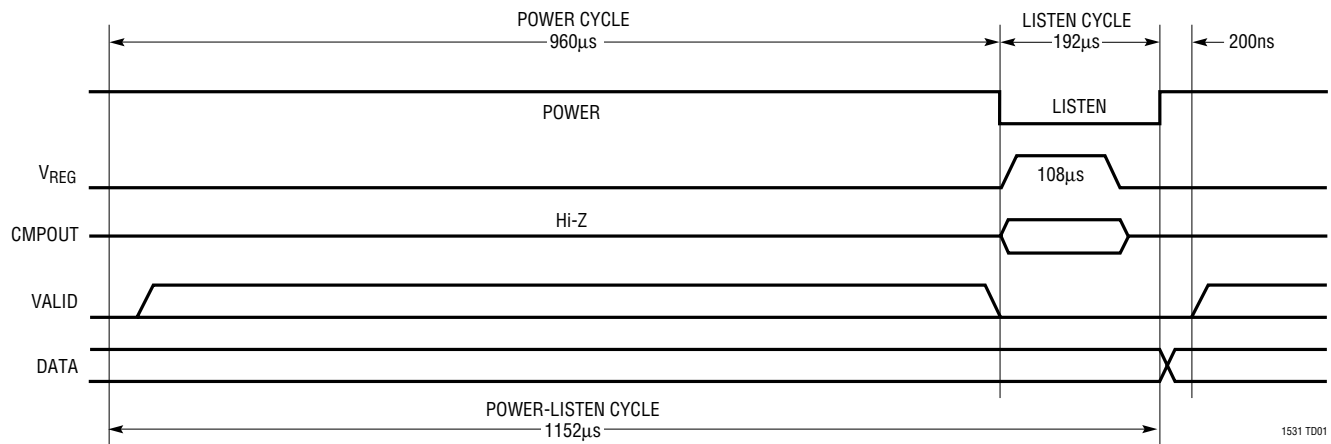 POWER CYCLE
960µs
LISTEN CYCLE
192µs
200ns
POWER
LISTEN
VREG
108µs
CMPOUT
Hi-Z
VALID
DATA
POWER-LISTEN CYCLE
1152µs
1531 TD01